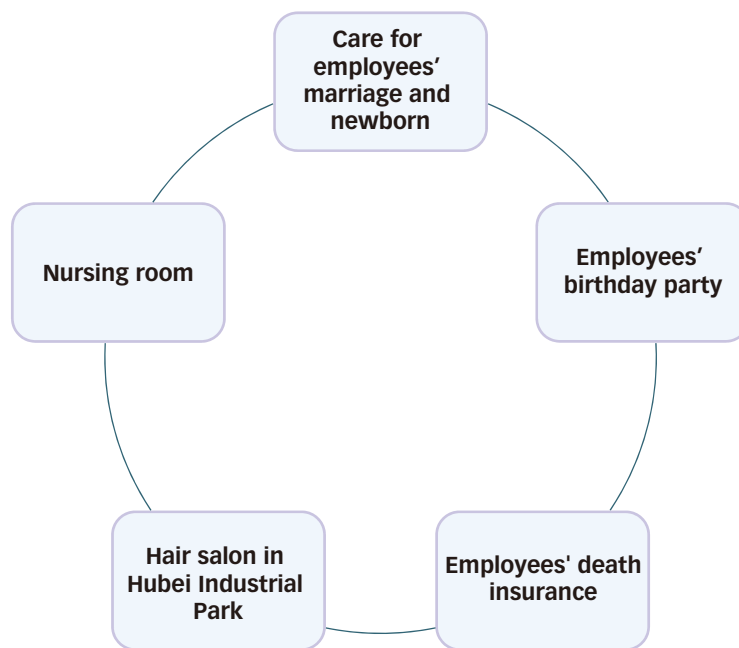 Care for
employees’
marriage and
newborn
Employees’
birthday party
Employees' death
insurance
Hair salon in
Hubei Industrial
Park
Nursing room